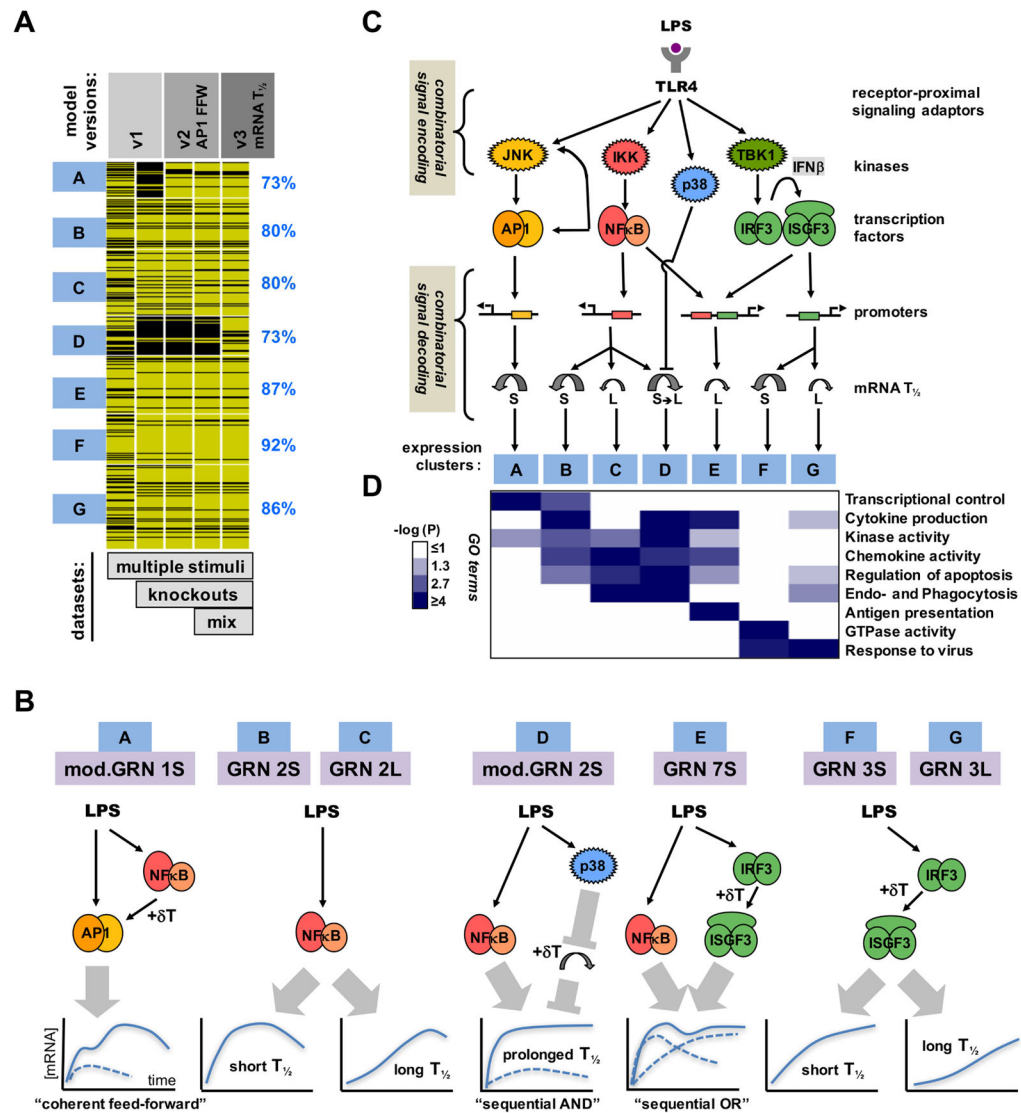 A
model
versions:
v1
v2
AP1 FFW
v3
mRNA T½
A
73%
B
80%
C
80%
D
73%
E
87%
F
92%
G
86%
datasets:
multiple stimuli
knockouts
mix
C
LPS
TLR4
combinatorial
signal encoding
receptor-proximal
signaling adaptors
JNK
IKK
p38
TBK1
IFNβ
kinases
AP1
NFκB
IRF3
ISGF3
transcription
factors
combinatorial
signal decoding
promoters
S
S
L
S→L
L
S
L
mRNA T½
expression
clusters :
A
B
C
D
E
F
G
D
-log (P)
≤1
1.3
2.7
≥4
GO terms
Transcriptional control
Cytokine production
Kinase activity
Chemokine activity
Regulation of apoptosis
Endo- and Phagocytosis
Antigen presentation
GTPase activity
Response to virus
B
A
mod.GRN 1S
LPS
NFκB
+δT
AP1
[mRNA]
time
"coherent feed-forward"
B
GRN 2S
C
GRN 2L
LPS
NFκB
short T½
long T½
D
mod.GRN 2S
LPS
p38
NFκB
+δT
prolonged T½
"sequential AND"
E
GRN 7S
LPS
IRF3
+δT
NFκB
ISGF3
"sequential OR"
F
GRN 3S
G
GRN 3L
LPS
IRF3
+δT
ISGF3
short T½
long T½